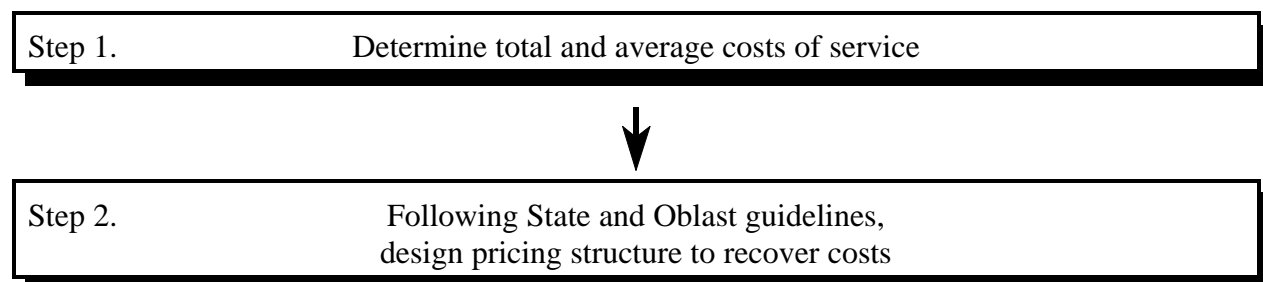 Step 1. Determine total and average costs of service
Step 2. Following State and Oblast guidelines,
design pricing structure to recover costs